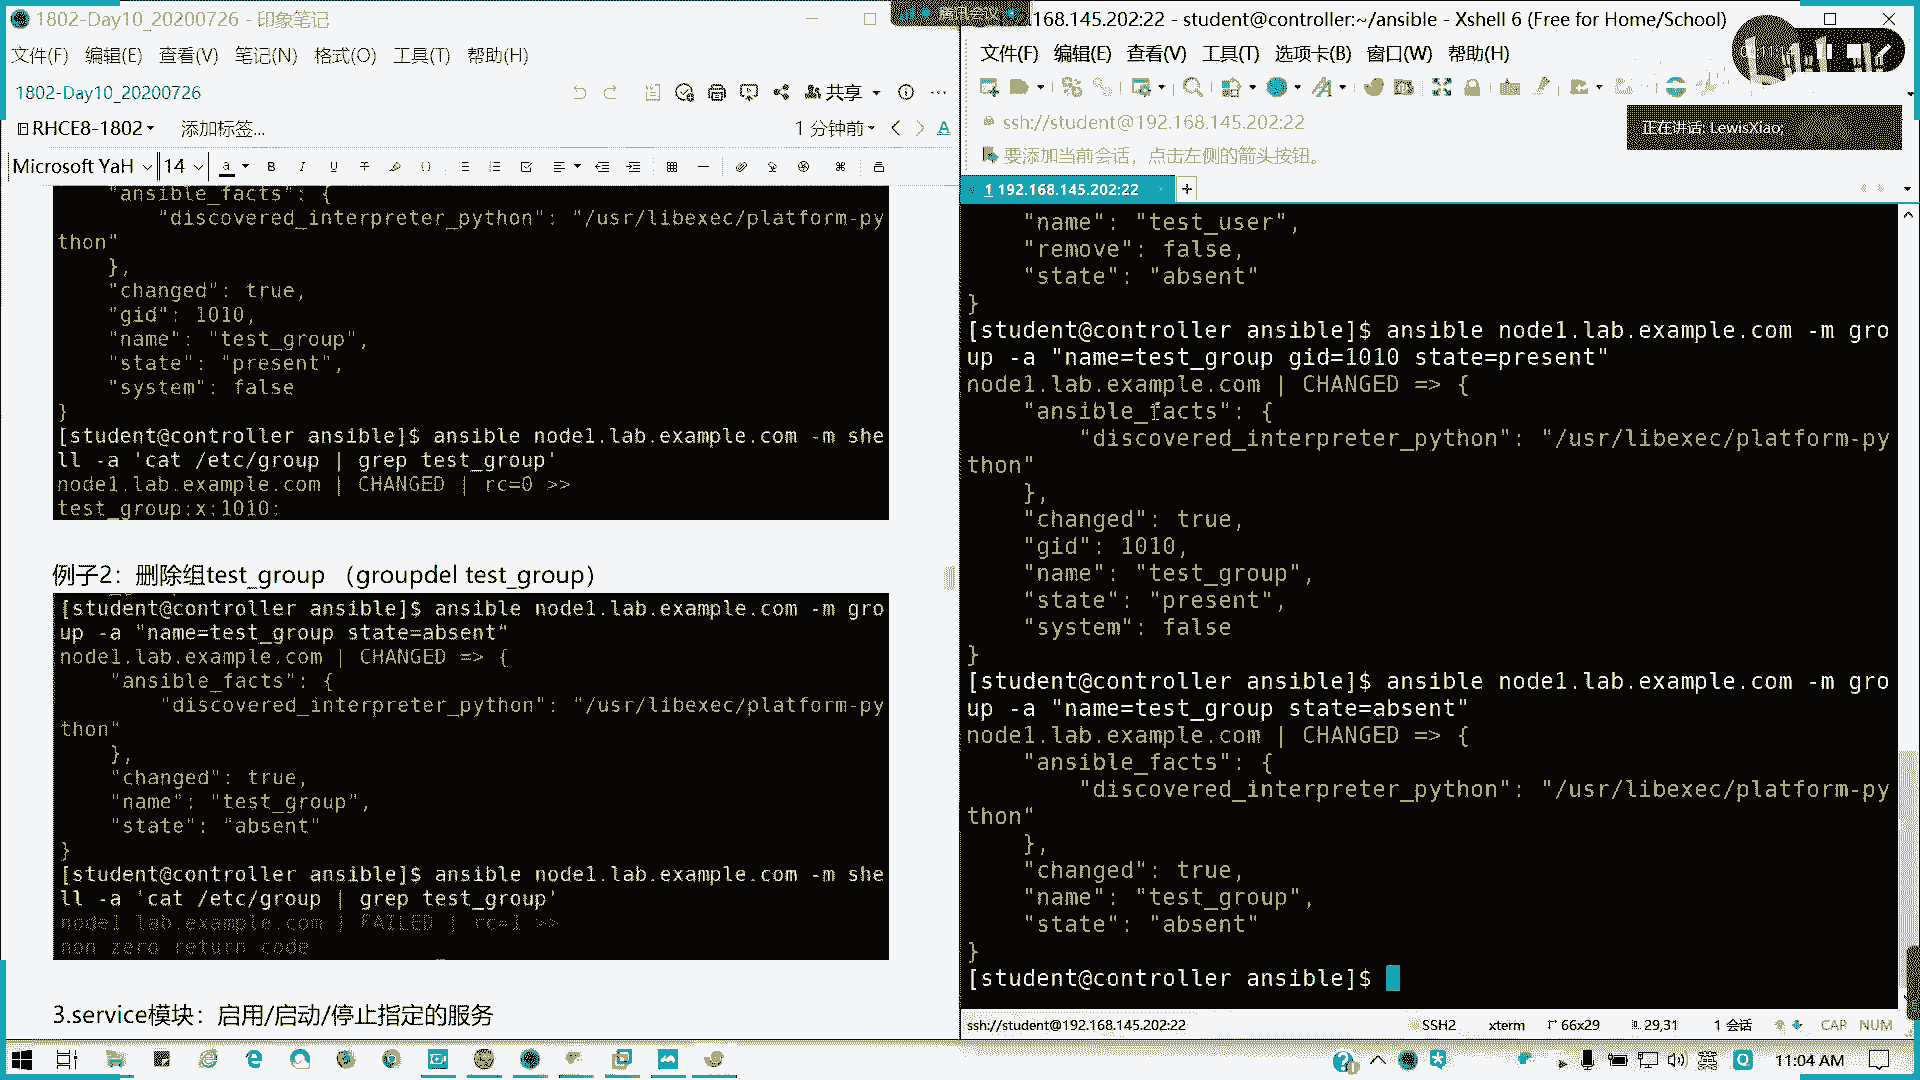 1802-Day10_20200726 - 印象笔记
文件(F) 编辑(E) 查看(V) 笔记(N) 格式(O) 工具(T) 帮助(H)
1802-Day10_20200726
共享
RHCE8-1802 添加标签...
1 分钟前
Microsoft YaH 14
"ansible_facts": {
"discovered_interpreter_python": "/usr/libexec/platform-py
thon"
},
"changed": true,
"gid": 1010,
"name": "test_group",
"state": "present",
"system": false
}
[student@controller ansible]$ ansible node1.lab.example.com -m she
ll -a 'cat /etc/group | grep test_group'
node1.lab.example.com | CHANGED | rc=0 >>
test_group:x:1010:
例子2：删除组test_group （groupdel test_group）
[student@controller ansible]$ ansible node1.lab.example.com -m gro
up -a "name=test_group state=absent"
node1.lab.example.com | CHANGED => {
"ansible_facts": {
"discovered_interpreter_python": "/usr/libexec/platform-py
thon"
},
"changed": true,
"name": "test_group",
"state": "absent"
}
[student@controller ansible]$ ansible node1.lab.example.com -m she
ll -a 'cat /etc/group | grep test_group'
node1.lab.example.com | FAILED | rc=1 >>
non zero return code
3.service模块：启用/启动/停止指定的服务
腾讯会议
.168.145.202:22 - student@controller:~/ansible - Xshell 6 (Free for Home/School)
文件(F) 编辑(E) 查看(V) 工具(T) 选项卡(B) 窗口(W) 帮助(H)
ssh://student@192.168.145.202:22
正在讲话: LewisXiao;
要添加当前会话，点击左侧的箭头按钮。
1 192.168.145.202:22
"name": "test_user",
"remove": false,
"state": "absent"
}
[student@controller ansible]$ ansible node1.lab.example.com -m gro
up -a "name=test_group gid=1010 state=present"
node1.lab.example.com | CHANGED => {
"ansible_facts": {
"discovered_interpreter_python": "/usr/libexec/platform-py
thon"
},
"changed": true,
"gid": 1010,
"name": "test_group",
"state": "present",
"system": false
}
[student@controller ansible]$ ansible node1.lab.example.com -m gro
up -a "name=test_group state=absent"
node1.lab.example.com | CHANGED => {
"ansible_facts": {
"discovered_interpreter_python": "/usr/libexec/platform-py
thon"
},
"changed": true,
"name": "test_group",
"state": "absent"
}
[student@controller ansible]$
ssh://student@192.168.145.202:22 SSH2 xterm 66x29 29,31 1 会话 CAP NUM
英 11:04 AM